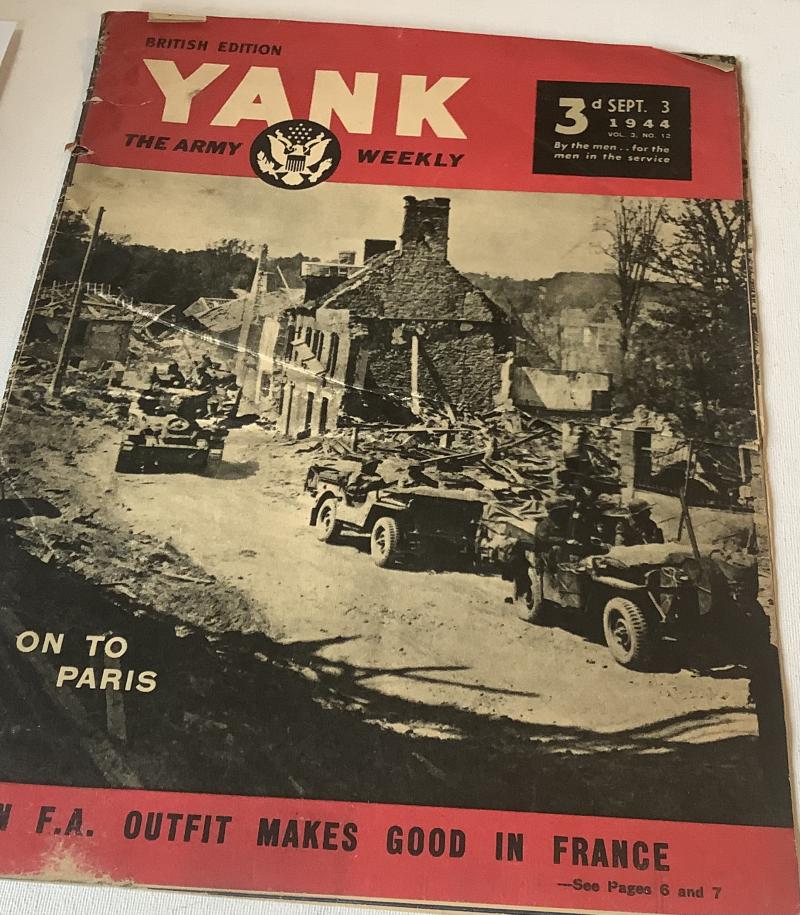 BRITISH EDITION
YANK
THE ARMY WEEKLY
3d SEPT. 3
1944
VOL. 3, NO. 12
By the men . . for the
men in the service
ON TO
PARIS
F.A. OUTFIT MAKES GOOD IN FRANCE
—See Pages 6 and 7